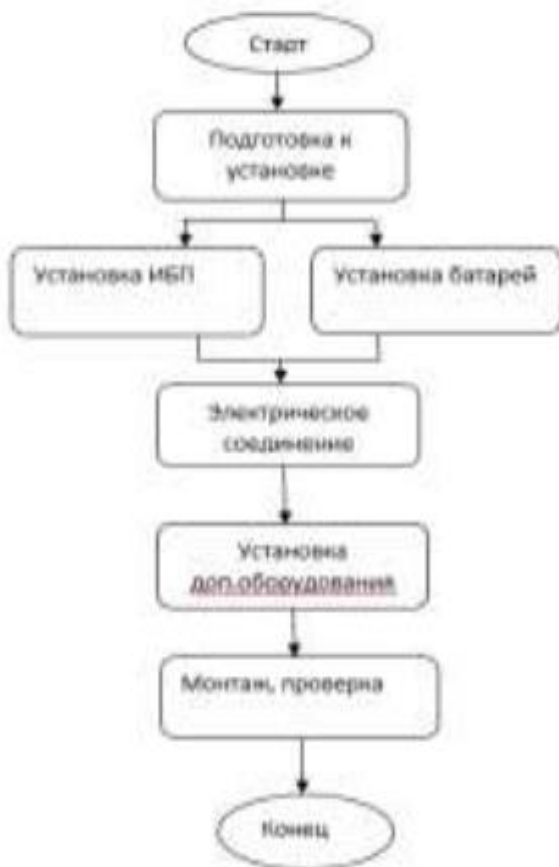 Старт
Подготовка к
установке
Установка ИБП
Установка батарей
Электрическое
соединение
Установка
доп.оборудования
Монтаж, проверка
Конец